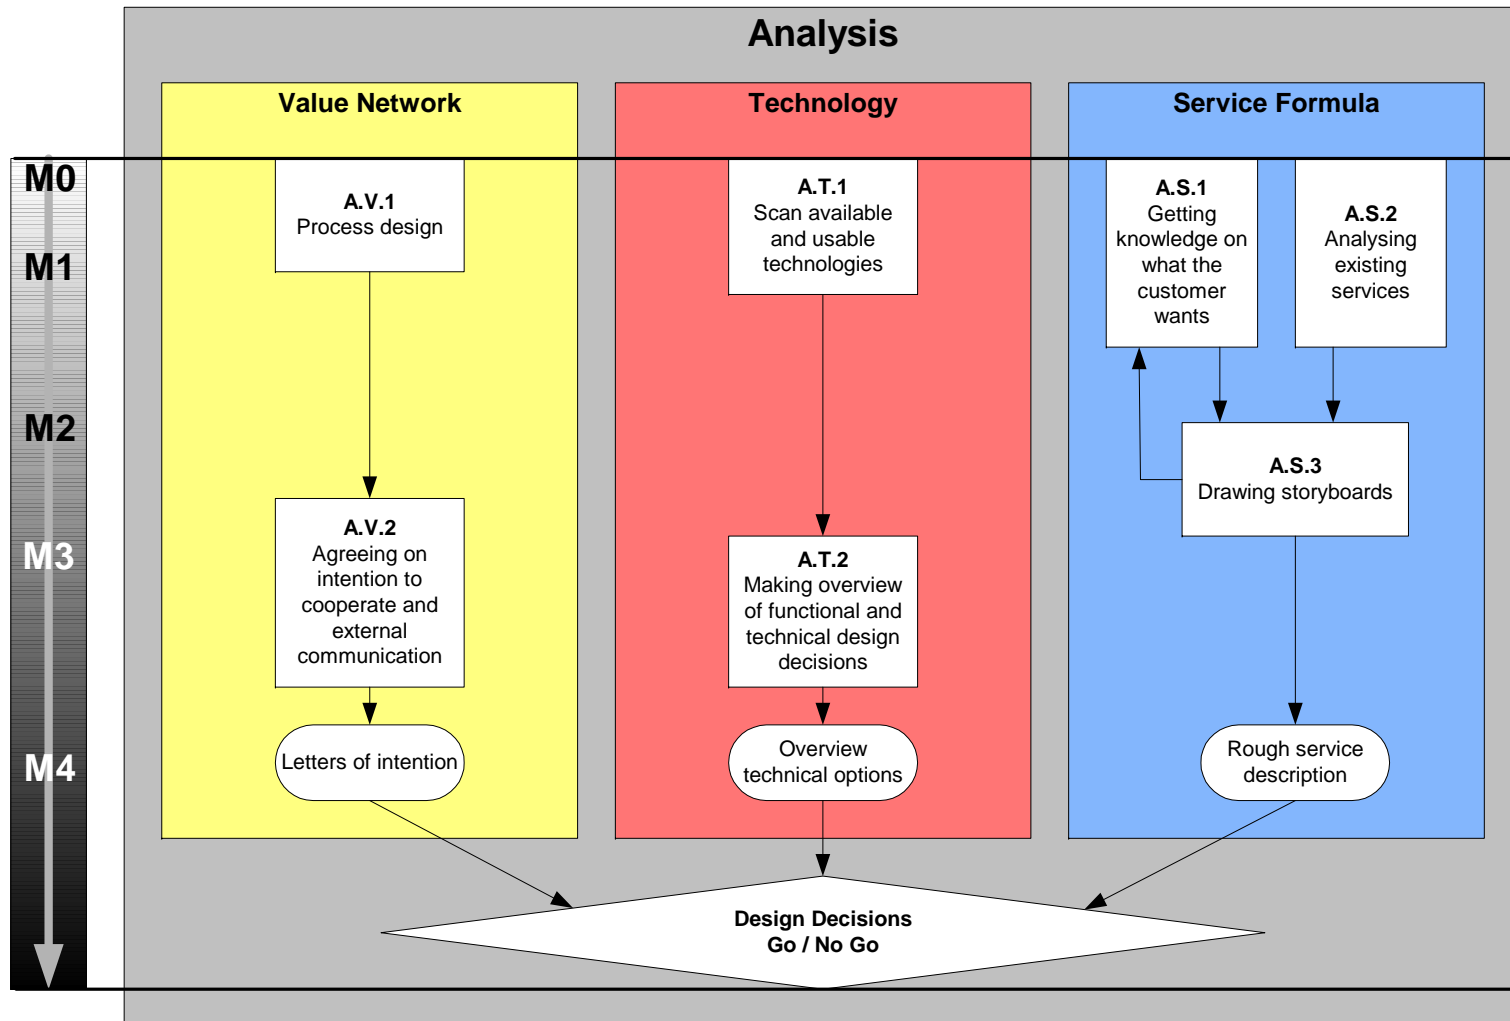 Analysis
Value Network
Technology
Service Formula
M0
M1
M2
M3
M4
A.V.1
Process design
A.V.2
Agreeing on
intention to
cooperate and
external
communication
Letters of intention
A.T.1
Scan available
and usable
technologies
A.T.2
Making overview
of functional and
technical design
decisions
Overview
technical options
A.S.1
Getting
knowledge on
what the
customer
wants
A.S.2
Analysing
existing
services
A.S.3
Drawing storyboards
Rough service
description
Design Decisions
Go / No Go